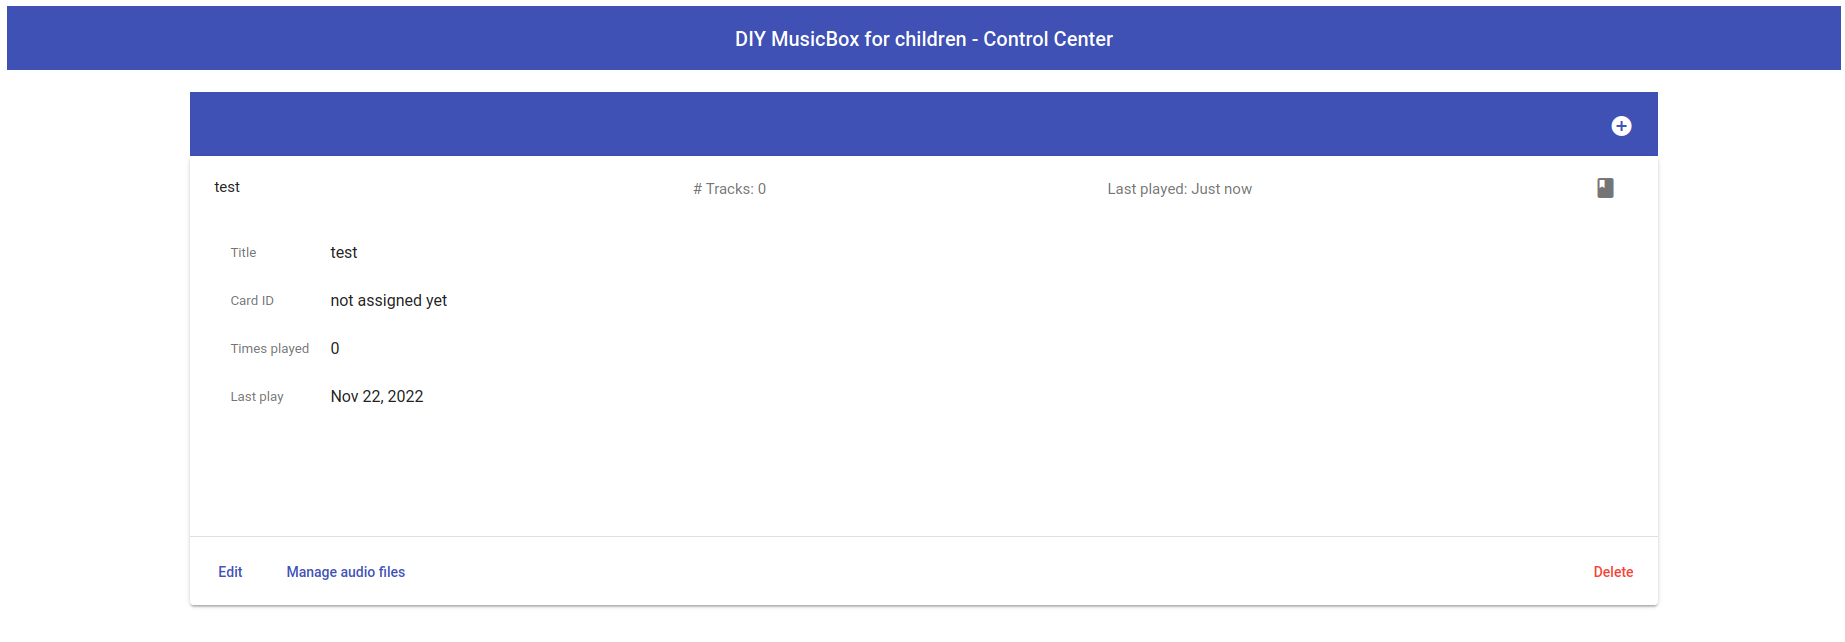 DIY MusicBox for children - Control Center
test # Tracks: 0 Last played: Just now
Title test
Card ID not assigned yet
Times played 0
Last play Nov 22, 2022
Edit Manage audio files Delete